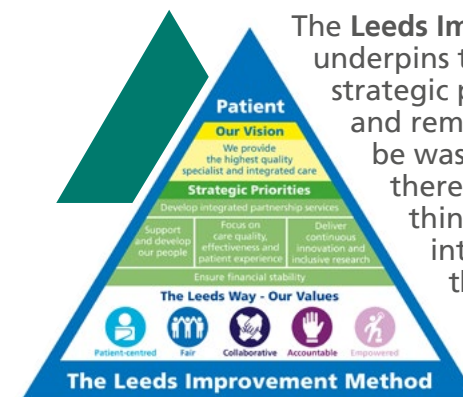 The Leeds Im
underpins t
strategic p
and rem
be was
there
thin
int
th
Patient
Our Vision
We provide
the highest quality
specialist and integrated care
Strategic Priorities
Develop integrated partnership services
Support
and develop
our people
Focus on
care quality,
effectiveness and
patient experience
Deliver
continuous
innovation and
inclusive research
Ensure financial stability
The Leeds Way - Our Values
Patient-centred Fair Collaborative Accountable Empowered
The Leeds Improvement Method